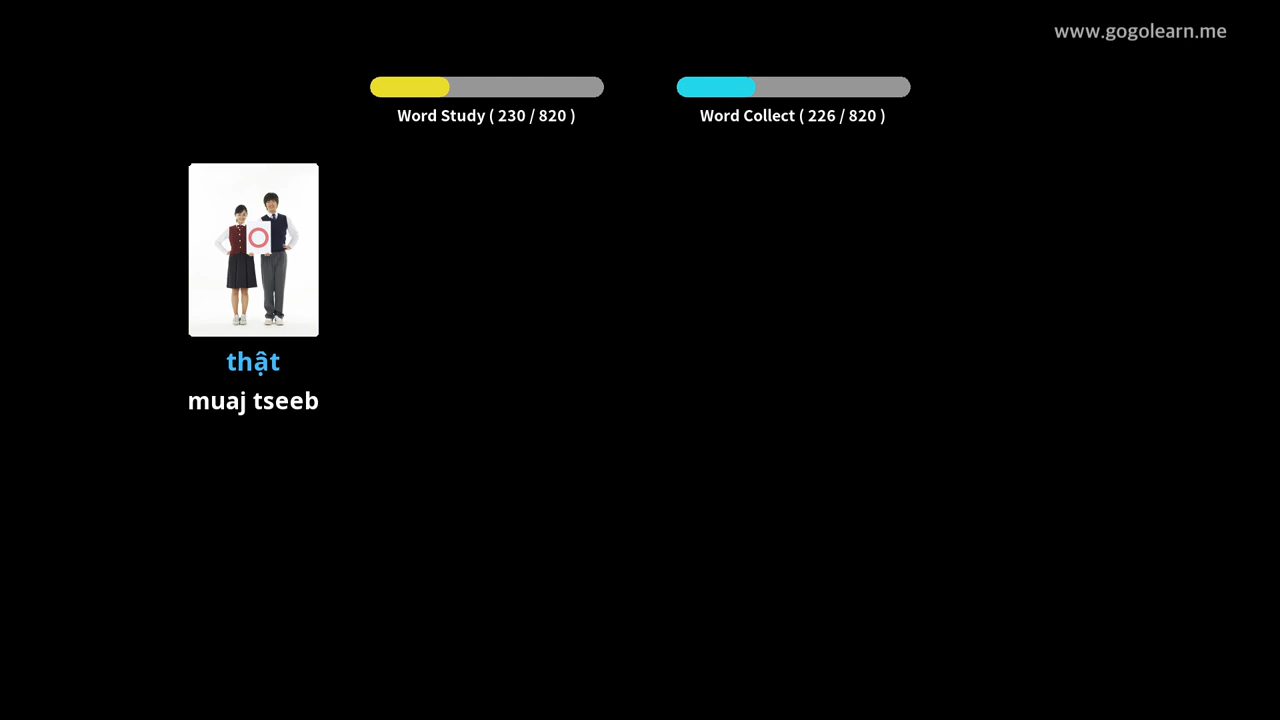 www.gogolearn.me
Word Study ( 230 / 820 )
Word Collect ( 226 / 820 )
thật
muaj tseeb